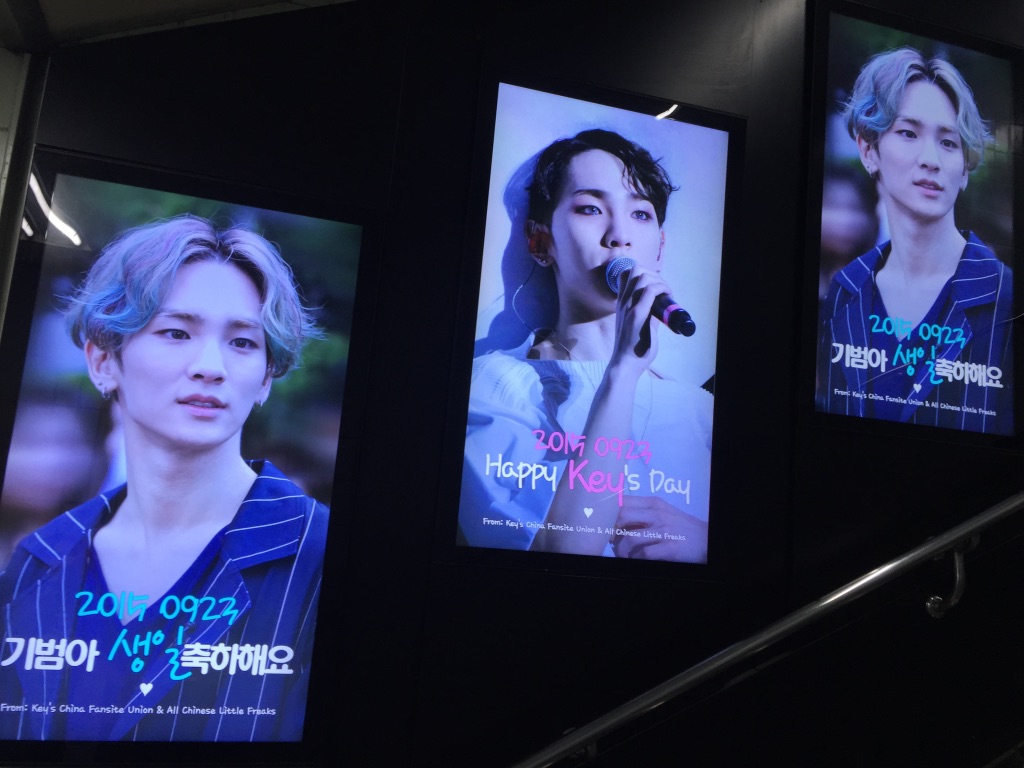 2015 0923
기범아 생일축하해요
From: Key's China Fansite Union & All Chinese Little Freaks
2015 0923
Happy Key's Day
From: Key's China Fansite Union & All Chinese Little Freaks
2015 0923
기범아 생일축하해요
From: Key's China Fansite Union & All Chinese Little Freaks